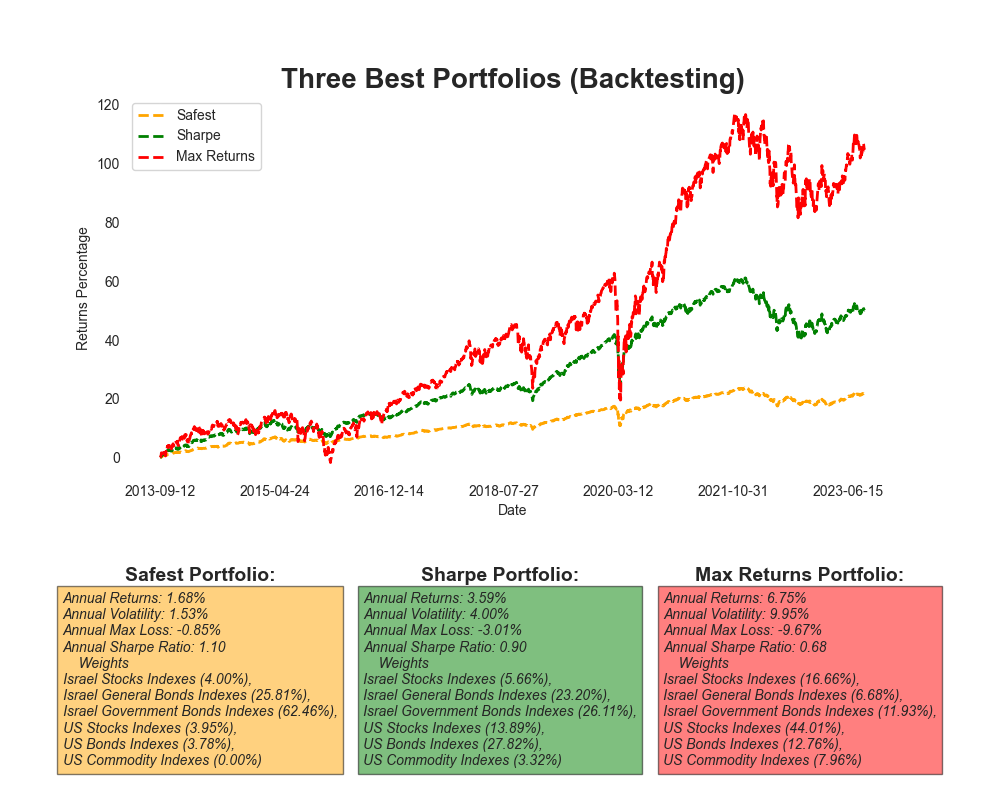 Three Best Portfolios (Backtesting)
Safest
Sharpe
Max Returns
120
100
80
60
40
20
0
Returns Percentage
2013-09-12 2015-04-24 2016-12-14 2018-07-27 2020-03-12 2021-10-31 2023-06-15
Date
Safest Portfolio:
Annual Returns: 1.68%
Annual Volatility: 1.53%
Annual Max Loss: -0.85%
Annual Sharpe Ratio: 1.10
Weights
Israel Stocks Indexes (4.00%),
Israel General Bonds Indexes (25.81%),
Israel Government Bonds Indexes (62.46%),
US Stocks Indexes (3.95%),
US Bonds Indexes (3.78%),
US Commodity Indexes (0.00%)
Sharpe Portfolio:
Annual Returns: 3.59%
Annual Volatility: 4.00%
Annual Max Loss: -3.01%
Annual Sharpe Ratio: 0.90
Weights
Israel Stocks Indexes (5.66%),
Israel General Bonds Indexes (23.20%),
Israel Government Bonds Indexes (26.11%),
US Stocks Indexes (13.89%),
US Bonds Indexes (27.82%),
US Commodity Indexes (3.32%)
Max Returns Portfolio:
Annual Returns: 6.75%
Annual Volatility: 9.95%
Annual Max Loss: -9.67%
Annual Sharpe Ratio: 0.68
Weights
Israel Stocks Indexes (16.66%),
Israel General Bonds Indexes (6.68%),
Israel Government Bonds Indexes (11.93%),
US Stocks Indexes (44.01%),
US Bonds Indexes (12.76%),
US Commodity Indexes (7.96%)